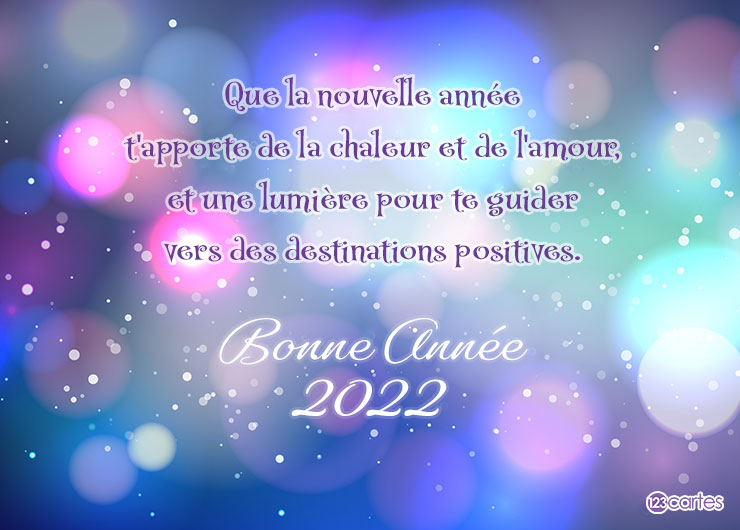 Que la nouvelle année
t'apporte de la chaleur et de l'amour,
et une lumière pour te guider
vers des destinations positives.
Bonne Année
2022
123cartes